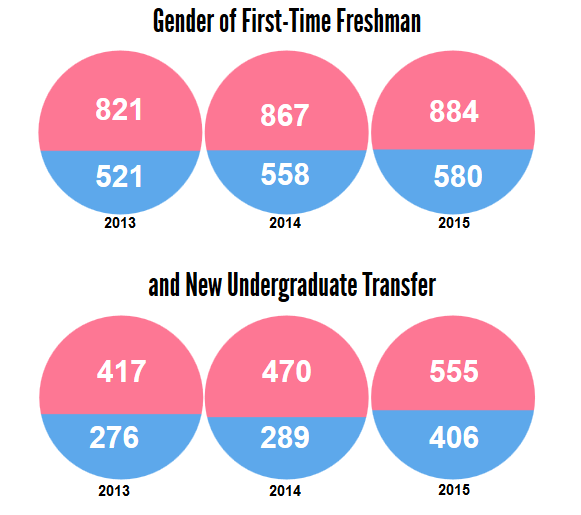 Gender of First-Time Freshman
821 867 884
521 558 580
2013 2014 2015
and New Undergraduate Transfer
417 470 555
276 289 406
2013 2014 2015